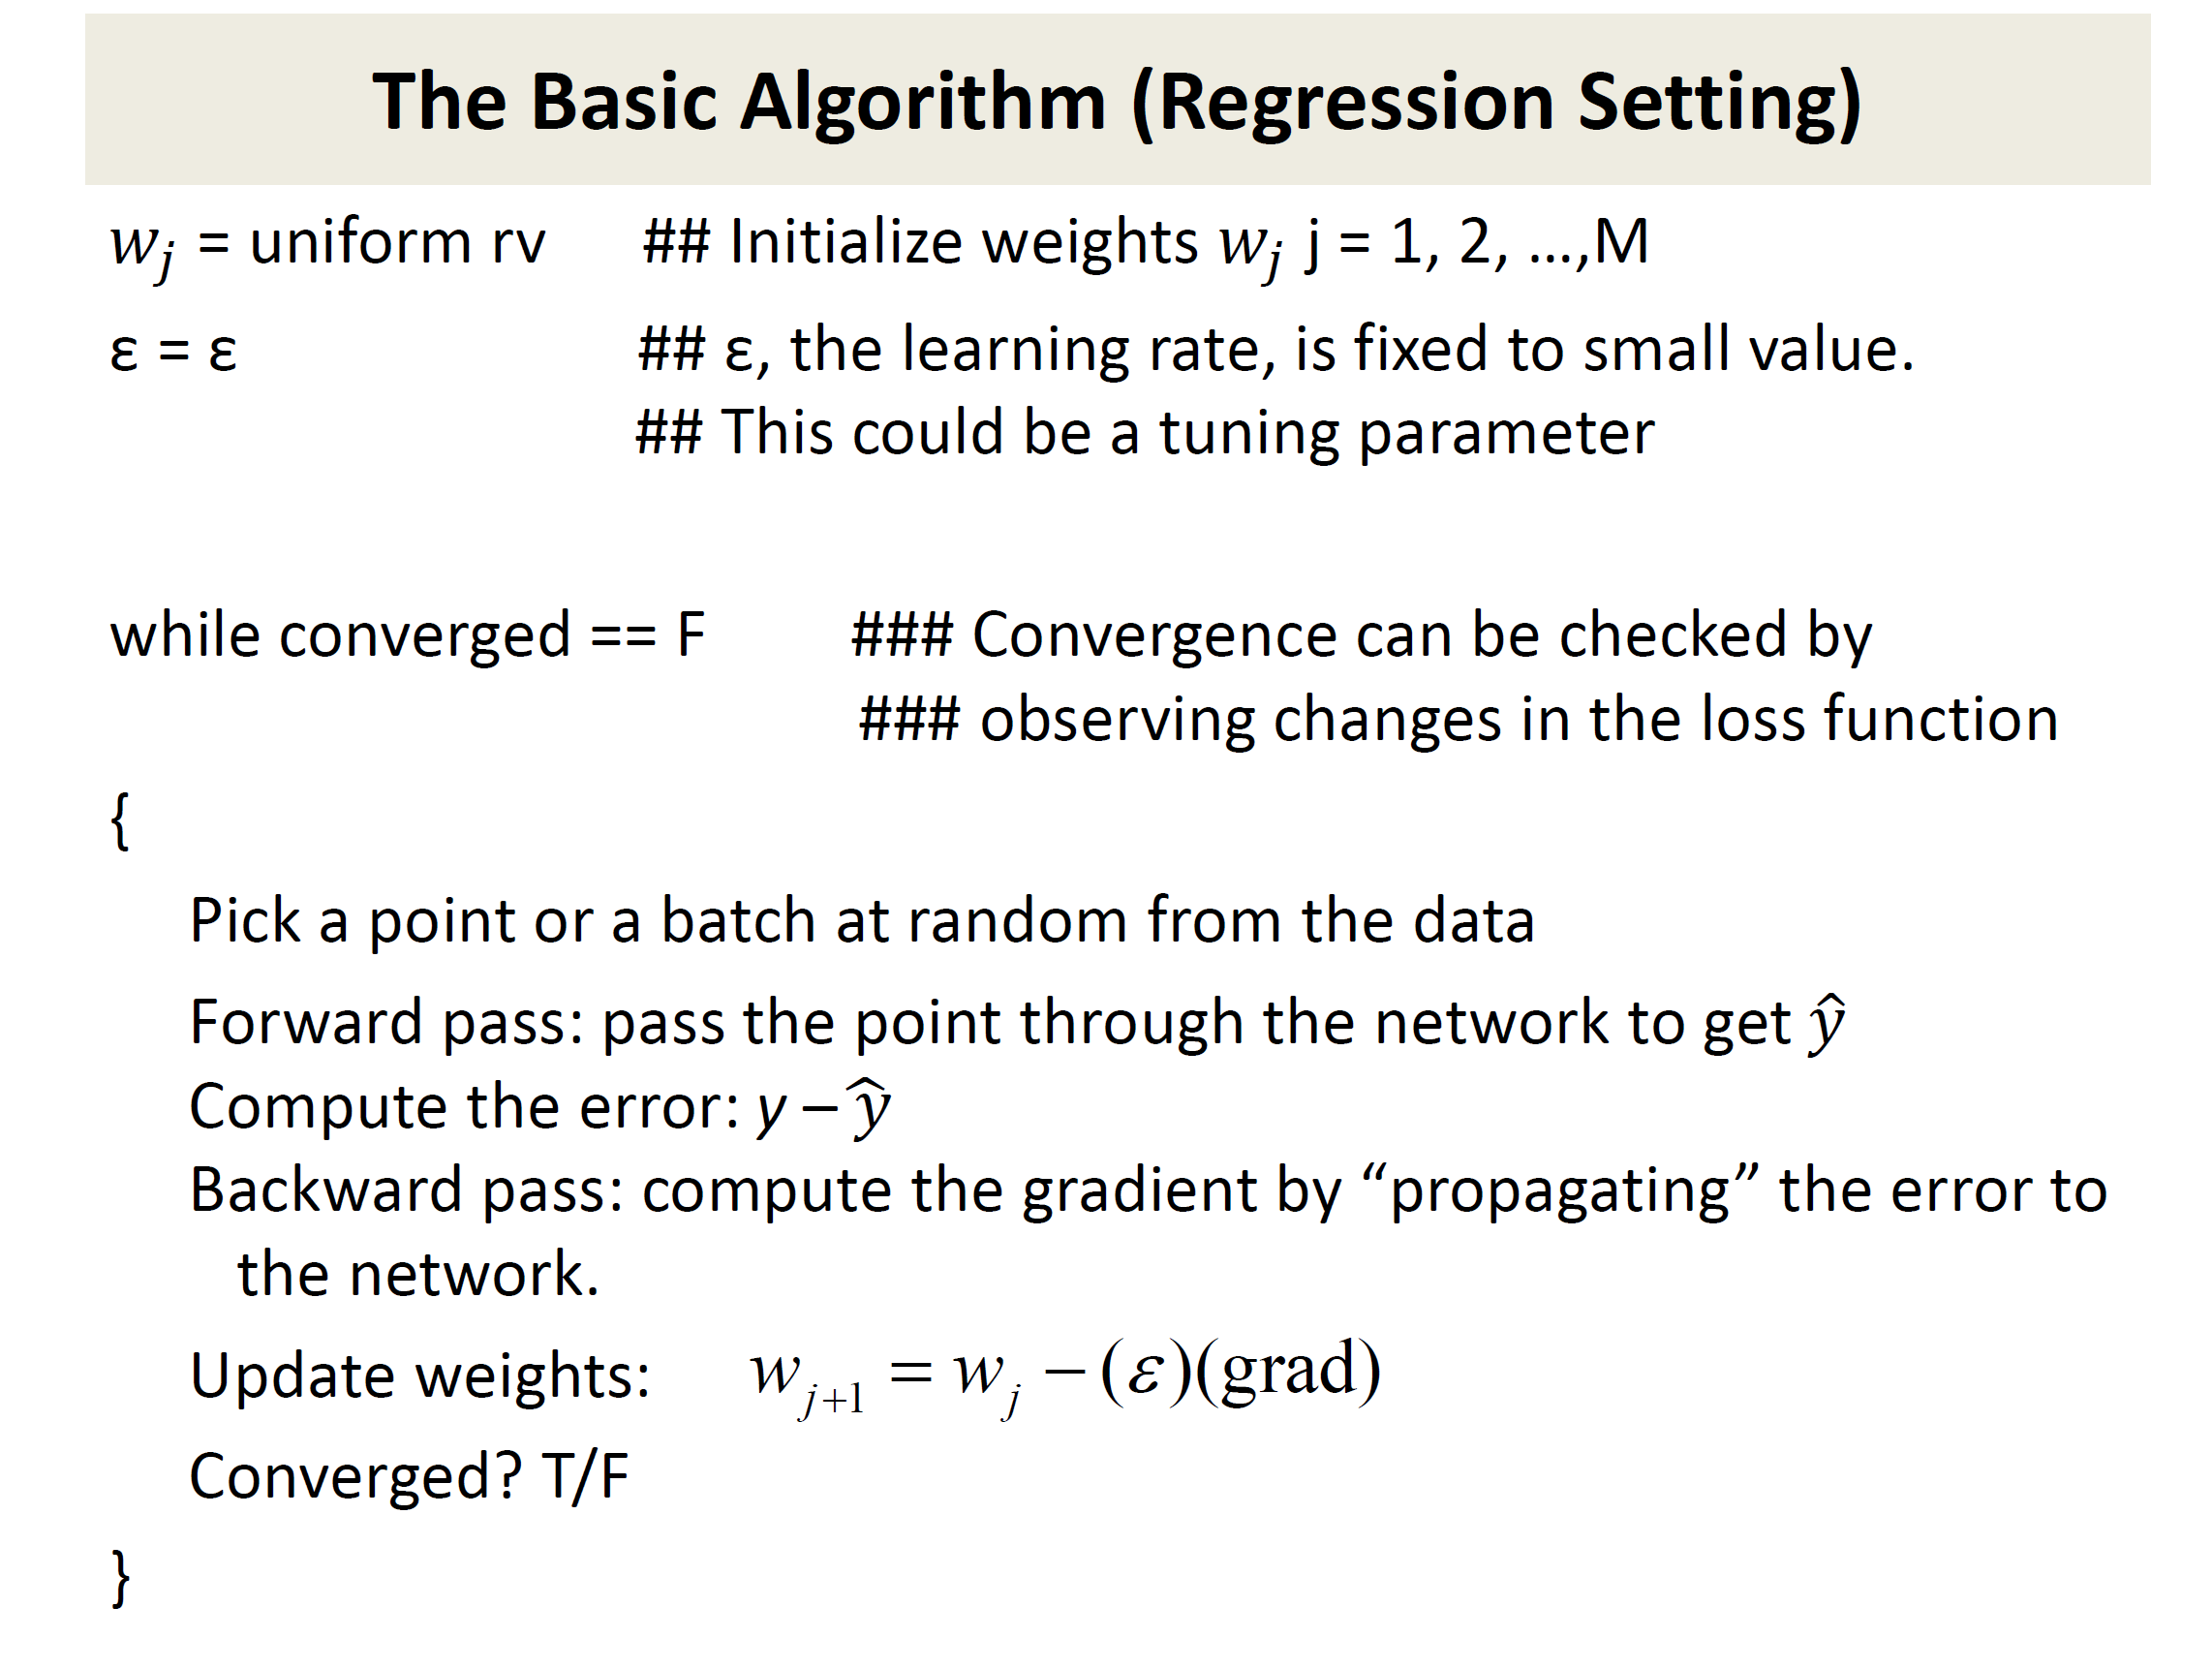 The Basic Algorithm (Regression Setting)
w_j = uniform rv ## Initialize weights w_j j = 1, 2, …,M
ε = ε ## ε, the learning rate, is fixed to small value.
## This could be a tuning parameter
while converged == F ### Convergence can be checked by
### observing changes in the loss function
{
Pick a point or a batch at random from the data
Forward pass: pass the point through the network to get ŷ
Compute the error: y – ŷ
Backward pass: compute the gradient by “propagating” the error to
the network.
Update weights: w_{j+1} = w_j − (ε)(grad)
Converged? T/F
}